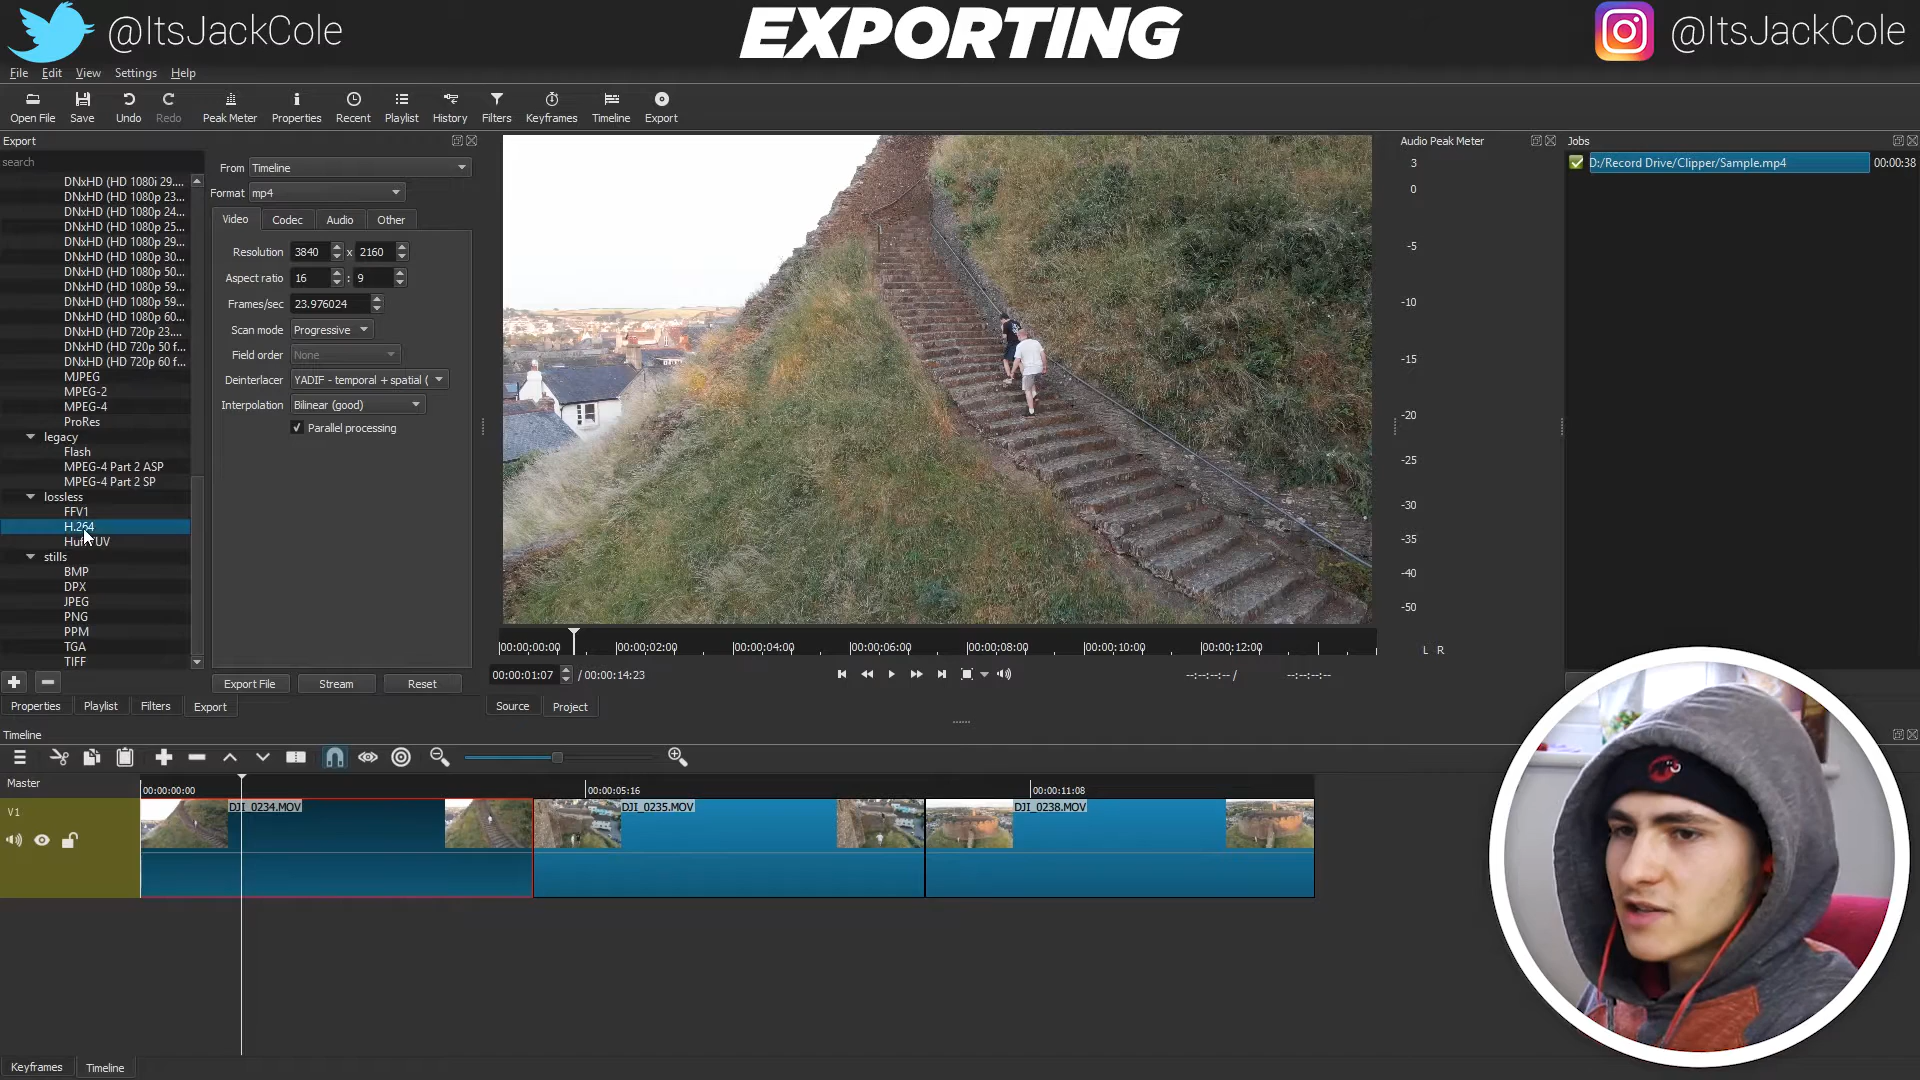 @ItsJackCole
EXPORTING
@ItsJackCole
File Edit View Settings Help
Open File Save Undo Redo Peak Meter Properties Recent Playlist History Filters Keyframes Timeline Export
Export
search
DNxHD (HD 1080i 29....
DNxHD (HD 1080p 23...
DNxHD (HD 1080p 24...
DNxHD (HD 1080p 25...
DNxHD (HD 1080p 29...
DNxHD (HD 1080p 30...
DNxHD (HD 1080p 50...
DNxHD (HD 1080p 59...
DNxHD (HD 1080p 59...
DNxHD (HD 1080p 60...
DNxHD (HD 720p 23....
DNxHD (HD 720p 50 f...
DNxHD (HD 720p 60 f...
MJPEG
MPEG-2
MPEG-4
ProRes
legacy
Flash
MPEG-4 Part 2 ASP
MPEG-4 Part 2 SP
lossless
FFV1
H.264
stills
BMP
DPX
JPEG
PNG
PPM
TGA
TIFF
From Timeline
Format mp4
Video Codec Audio Other
Resolution 3840 x 2160
Aspect ratio 16 : 9
Frames/sec 23.976024
Scan mode Progressive
Field order None
Deinterlacer YADIF - temporal + spatial (
Interpolation Bilinear (good)
Parallel processing
Export File Stream Reset
Properties Playlist Filters Export
00:00:00:00 00:00:02:00 00:00:04:00 00:00:06:00 00:00:08:00 00:00:10:00 00:00:12:00
00:00:01:07 / 00:00:14:23
--:--:--:-- / --:--:--:--
Source Project
Audio Peak Meter
3
0
-5
-10
-15
-20
-25
-30
-35
-40
-50
L R
Jobs
D:/Record Drive/Clipper/Sample.mp4 00:00:38
Timeline
Master
00:00:00:00 00:00:05:16 00:00:11:08
V1
DJI_0234.MOV DJI_0235.MOV DJI_0238.MOV
Keyframes Timeline